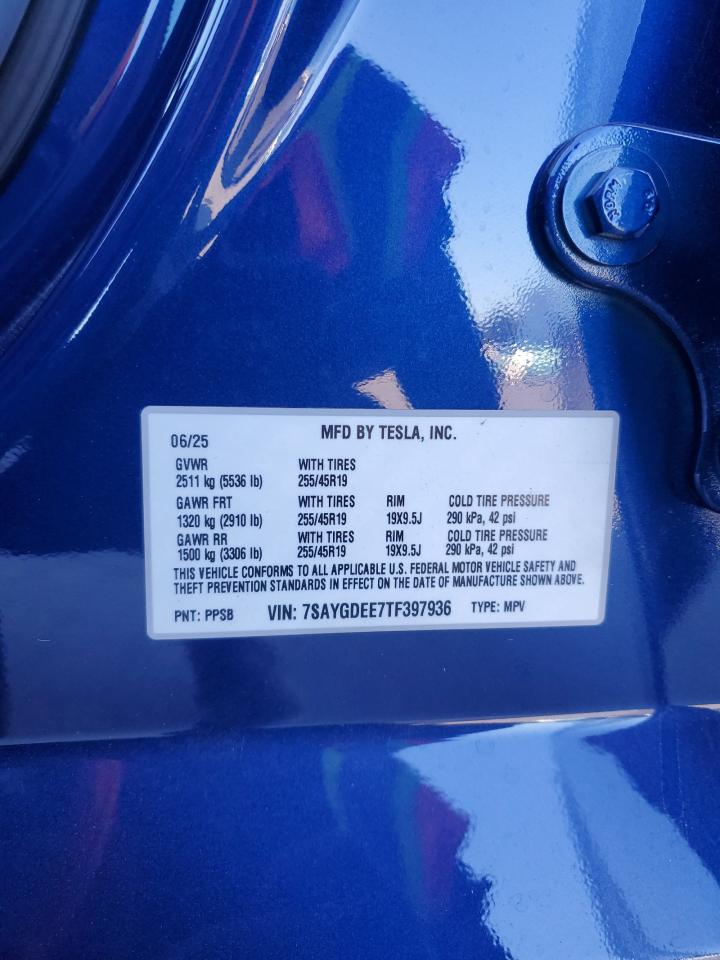 06/25 MFD BY TESLA, INC.
GVWR WITH TIRES
2511 kg (5536 lb) 255/45R19
GAWR FRT WITH TIRES RIM COLD TIRE PRESSURE
1320 kg (2910 lb) 255/45R19 19X9.5J 290 kPa, 42 psi
GAWR RR WITH TIRES RIM COLD TIRE PRESSURE
1500 kg (3306 lb) 255/45R19 19X9.5J 290 kPa, 42 psi
THIS VEHICLE CONFORMS TO ALL APPLICABLE U.S. FEDERAL MOTOR VEHICLE SAFETY AND
THEFT PREVENTION STANDARDS IN EFFECT ON THE DATE OF MANUFACTURE SHOWN ABOVE.
PNT: PPSB VIN: 7SAYGDEE7TF397936 TYPE: MPV